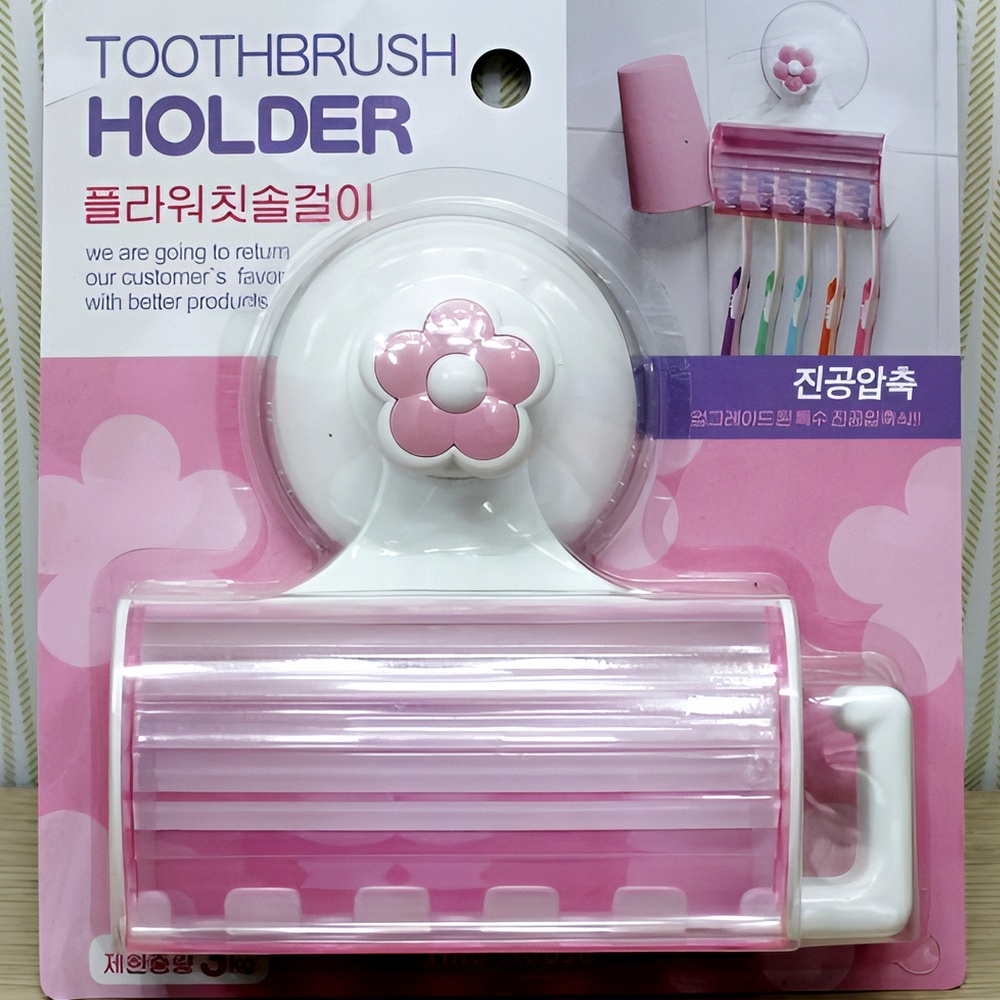 TOOTHBRUSH
HOLDER
플라워칫솔걸이
we are going to return
our customer`s favor
with better products
진공압축
제한중량 3kg